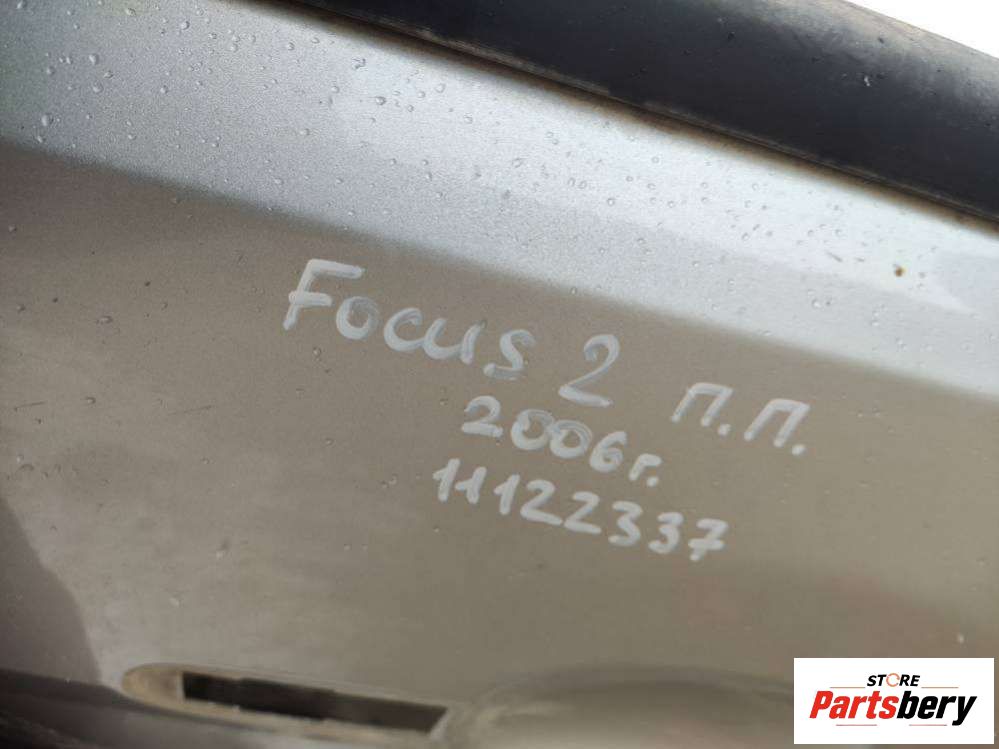 Focus 2 п.п.
2006г.
11122337
STORE
Partsbery